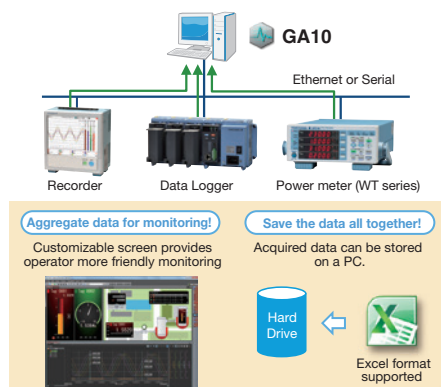 GA10
Ethernet or Serial
Recorder
Data Logger
Power meter (WT series)
Aggregate data for monitoring!
Customizable screen provides
operator more friendly monitoring
Save the data all together!
Acquired data can be stored
on a PC.
Hard
Drive
Excel format
supported